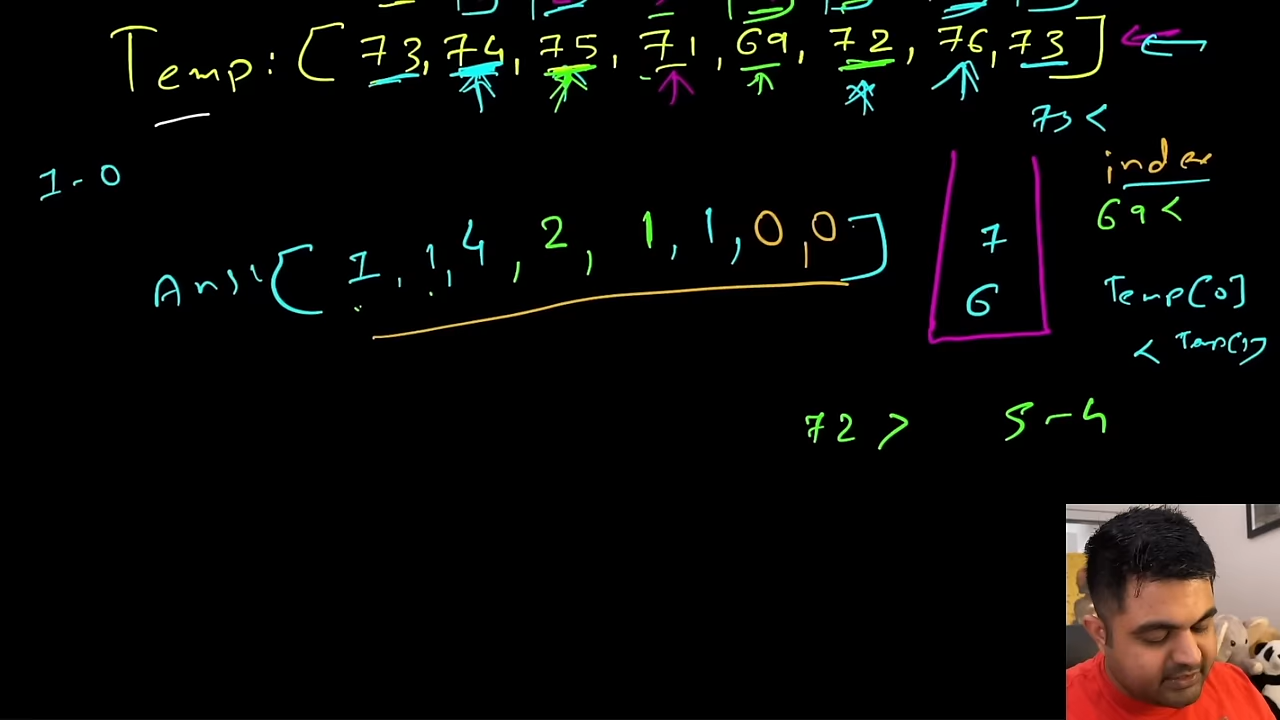 Temp: [73, 74, 75, 71, 69, 72, 76, 73]
73 <
1 - 0
index
69 <
Ans: [1, 1, 4, 2, 1, 1, 0, 0]
7
6
Temp[0]
< Temp[1]
72 >
5 - 4